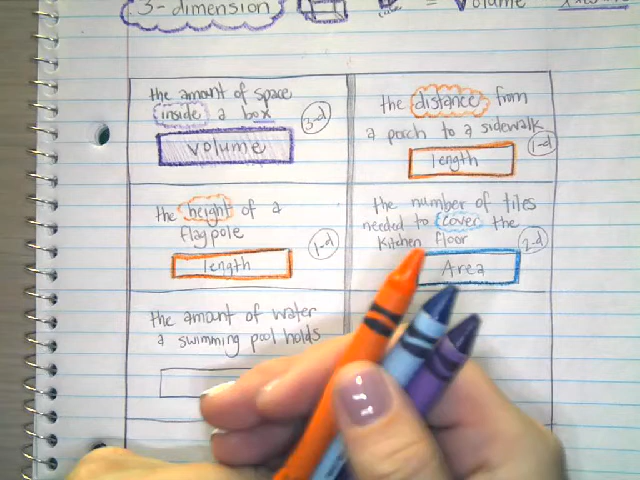 3-dimension
= Volume
the amount of space
inside a box
3-d
volume
the distance from
a porch to a sidewalk
1-d
length
the height of a
flagpole
1-d
length
the number of tiles
needed to cover the
kitchen floor
2-d
Area
the amount of water
a swimming pool holds